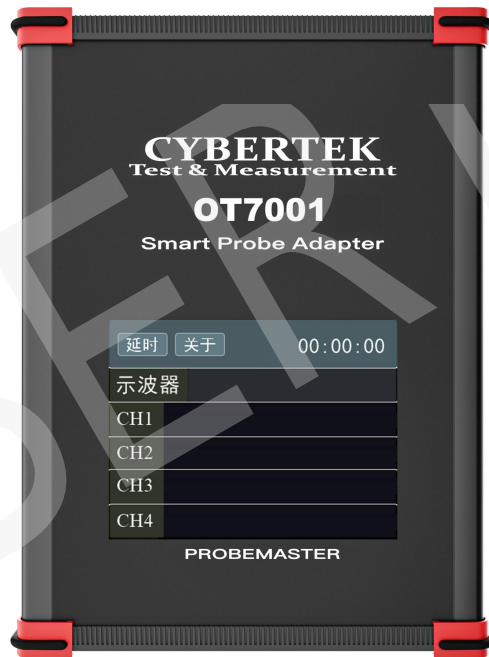 CYBERTEK
Test & Measurement
OT7001
Smart Probe Adapter
延时 关于 00:00:00
示波器
CH1
CH2
CH3
CH4
PROBEMASTER